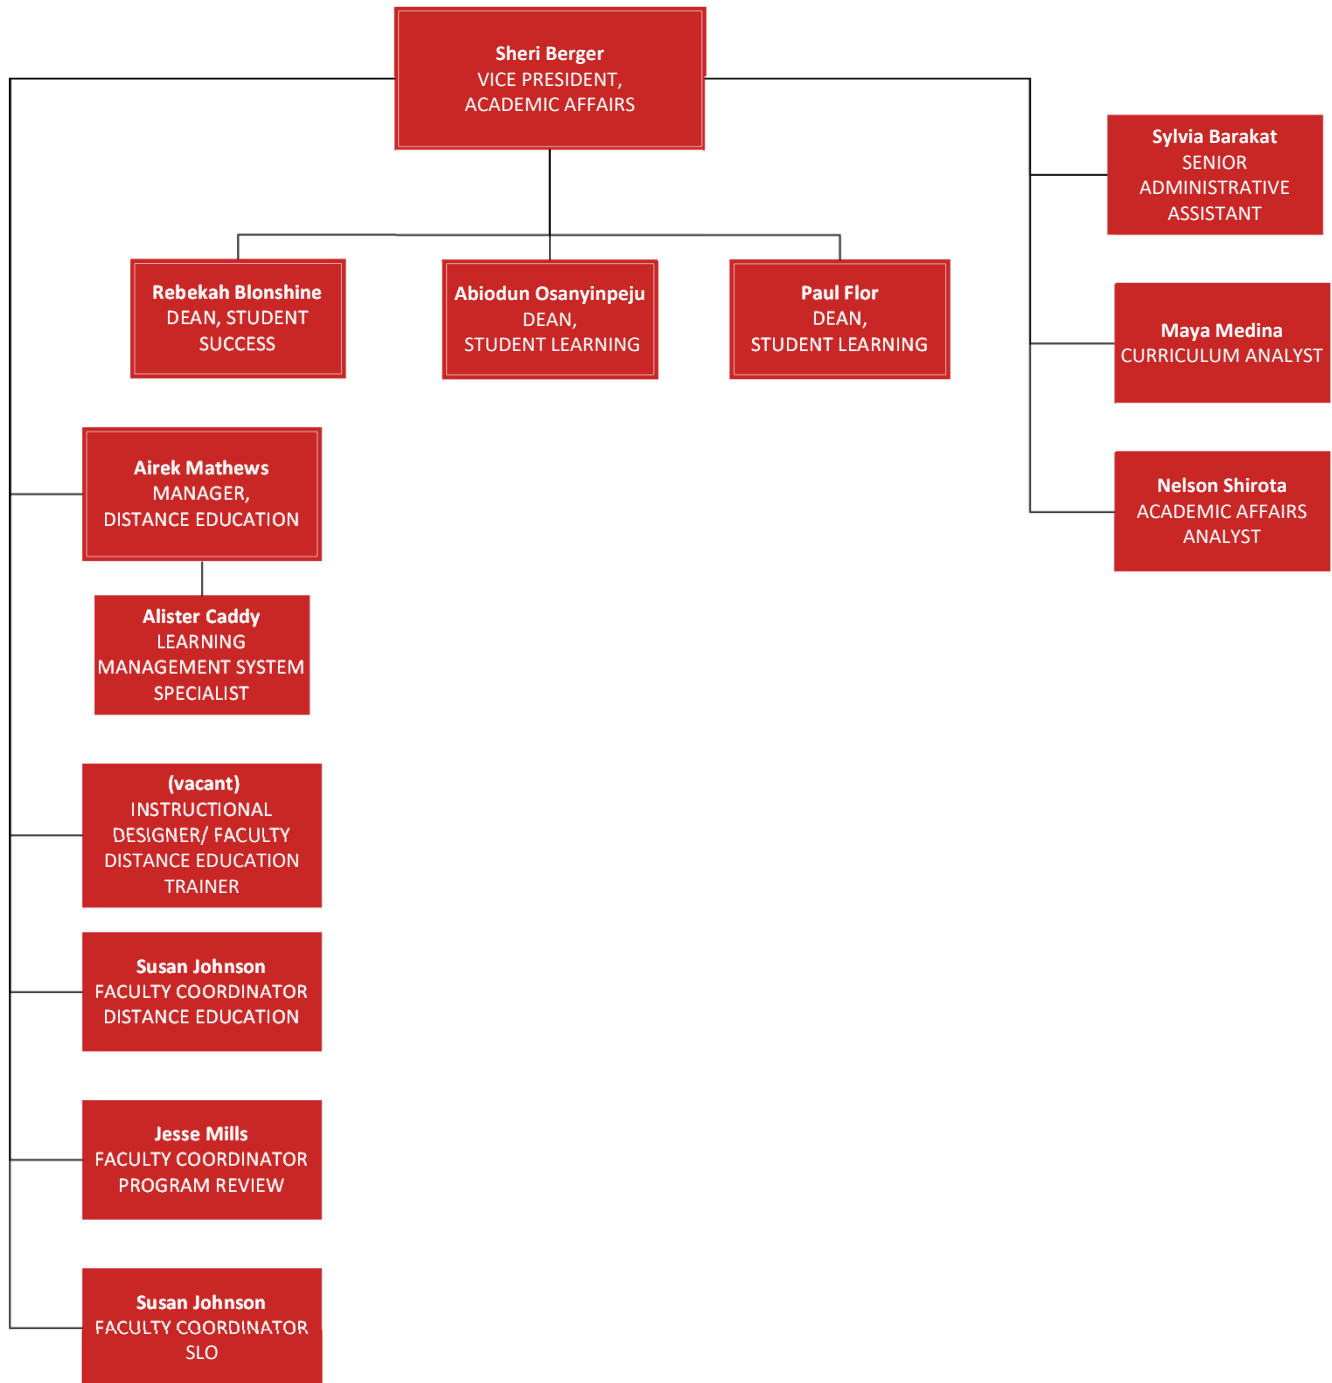 Sheri Berger
VICE PRESIDENT,
ACADEMIC AFFAIRS
Sylvia Barakat
SENIOR
ADMINISTRATIVE
ASSISTANT
Rebekah Blonshine
DEAN, STUDENT
SUCCESS
Abiodun Osanyinpeju
DEAN,
STUDENT LEARNING
Paul Flor
DEAN,
STUDENT LEARNING
Maya Medina
CURRICULUM ANALYST
Airek Mathews
MANAGER,
DISTANCE EDUCATION
Nelson Shirota
ACADEMIC AFFAIRS
ANALYST
Alister Caddy
LEARNING
MANAGEMENT SYSTEM
SPECIALIST
(vacant)
INSTRUCTIONAL
DESIGNER/ FACULTY
DISTANCE EDUCATION
TRAINER
Susan Johnson
FACULTY COORDINATOR
DISTANCE EDUCATION
Jesse Mills
FACULTY COORDINATOR
PROGRAM REVIEW
Susan Johnson
FACULTY COORDINATOR
SLO